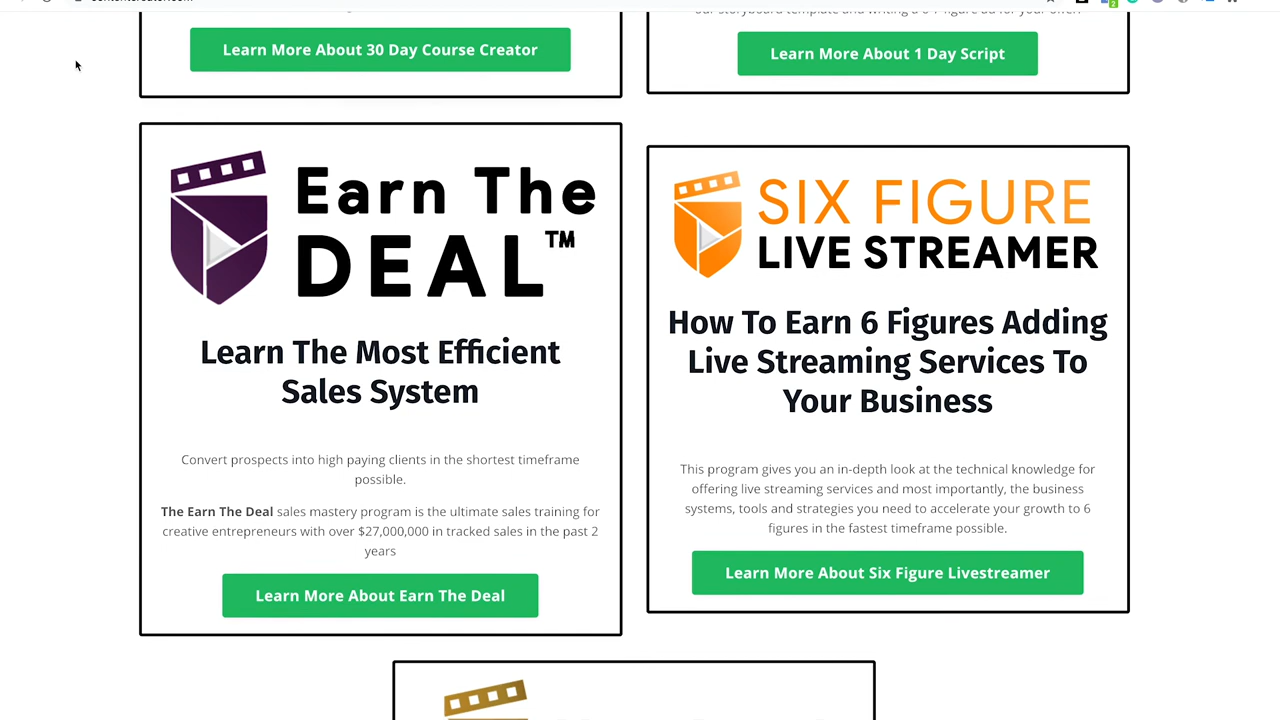 Learn More About 30 Day Course Creator
Learn More About 1 Day Script
Earn The
DEAL™
Learn The Most Efficient
Sales System
Convert prospects into high paying clients in the shortest timeframe
possible.
The Earn The Deal sales mastery program is the ultimate sales training for
creative entrepreneurs with over $27,000,000 in tracked sales in the past 2
years
Learn More About Earn The Deal
SIX FIGURE
LIVE STREAMER
How To Earn 6 Figures Adding
Live Streaming Services To
Your Business
This program gives you an in-depth look at the technical knowledge for
offering live streaming services and most importantly, the business
systems, tools and strategies you need to accelerate your growth to 6
figures in the fastest timeframe possible.
Learn More About Six Figure Livestreamer